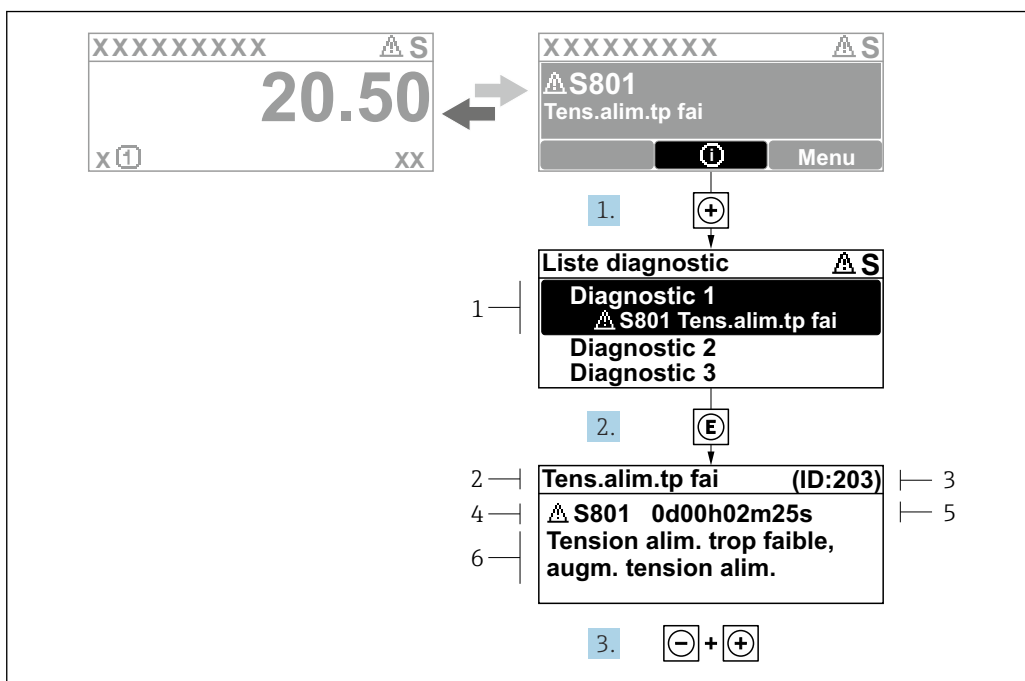 XXXXXXXXX ⚠ S
20.50
x 1 xx
XXXXXXXXX ⚠ S
⚠ S801
Tens.alim.tp fai
i Menu
1. +
Liste diagnostic ⚠ S
1
Diagnostic 1
⚠ S801 Tens.alim.tp fai
Diagnostic 2
Diagnostic 3
2. E
2 Tens.alim.tp fai (ID:203) 3
4 ⚠ S801 0d00h02m25s 5
6
Tension alim. trop faible,
augm. tension alim.
3. - + +